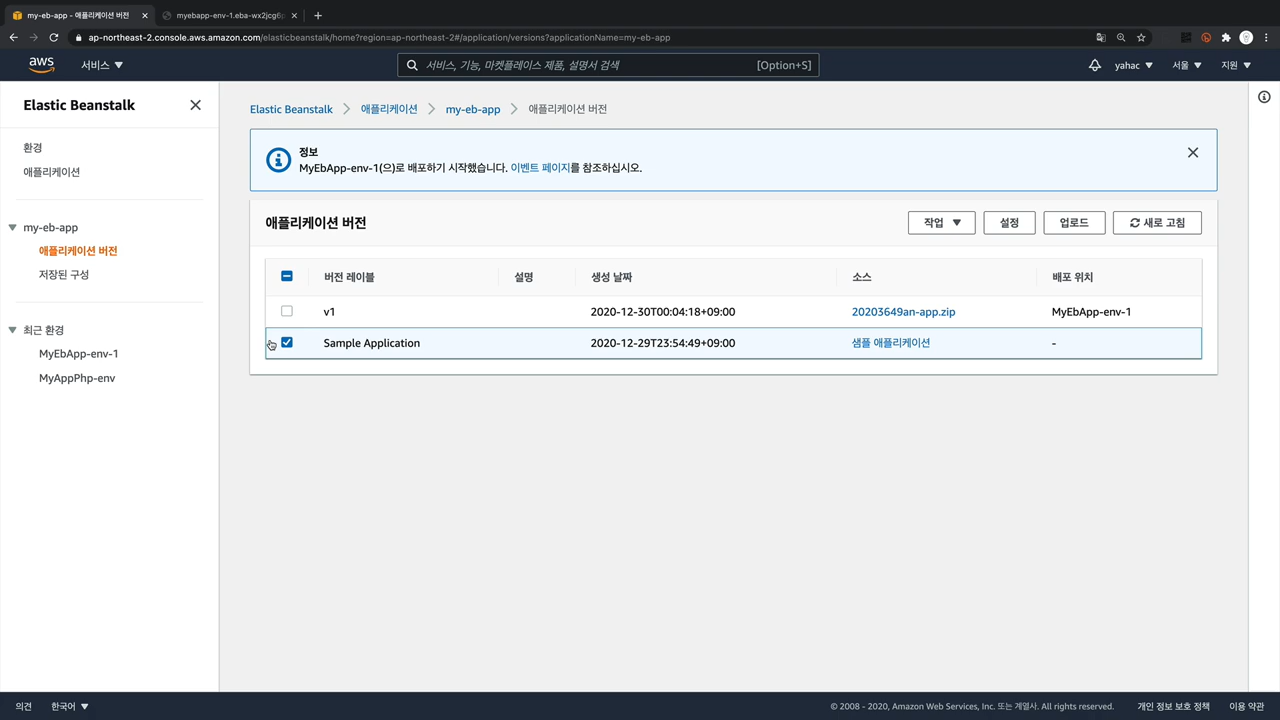 my-eb-app - 애플리케이션 버전
myebapp-env-1.eba-wx2jcg6p
ap-northeast-2.console.aws.amazon.com/elasticbeanstalk/home?region=ap-northeast-2#/application/versions?applicationName=my-eb-app
aws
서비스
서비스, 기능, 마켓플레이스 제품, 설명서 검색
[Option+S]
yahac
서울
지원
Elastic Beanstalk
환경
애플리케이션
my-eb-app
애플리케이션 버전
저장된 구성
최근 환경
MyEbApp-env-1
MyAppPhp-env
Elastic Beanstalk
애플리케이션
my-eb-app
애플리케이션 버전
정보
MyEbApp-env-1(으)로 배포하기 시작했습니다. 이벤트 페이지를 참조하십시오.
애플리케이션 버전
작업
설정
업로드
새로 고침
버전 레이블 설명 생성 날짜 소스 배포 위치
v1 2020-12-30T00:04:18+09:00 20203649an-app.zip MyEbApp-env-1
Sample Application 2020-12-29T23:54:49+09:00 샘플 애플리케이션 -
의견
한국어
© 2008 - 2020, Amazon Web Services, Inc. 또는 계열사. All rights reserved.
개인 정보 보호 정책
이용 약관